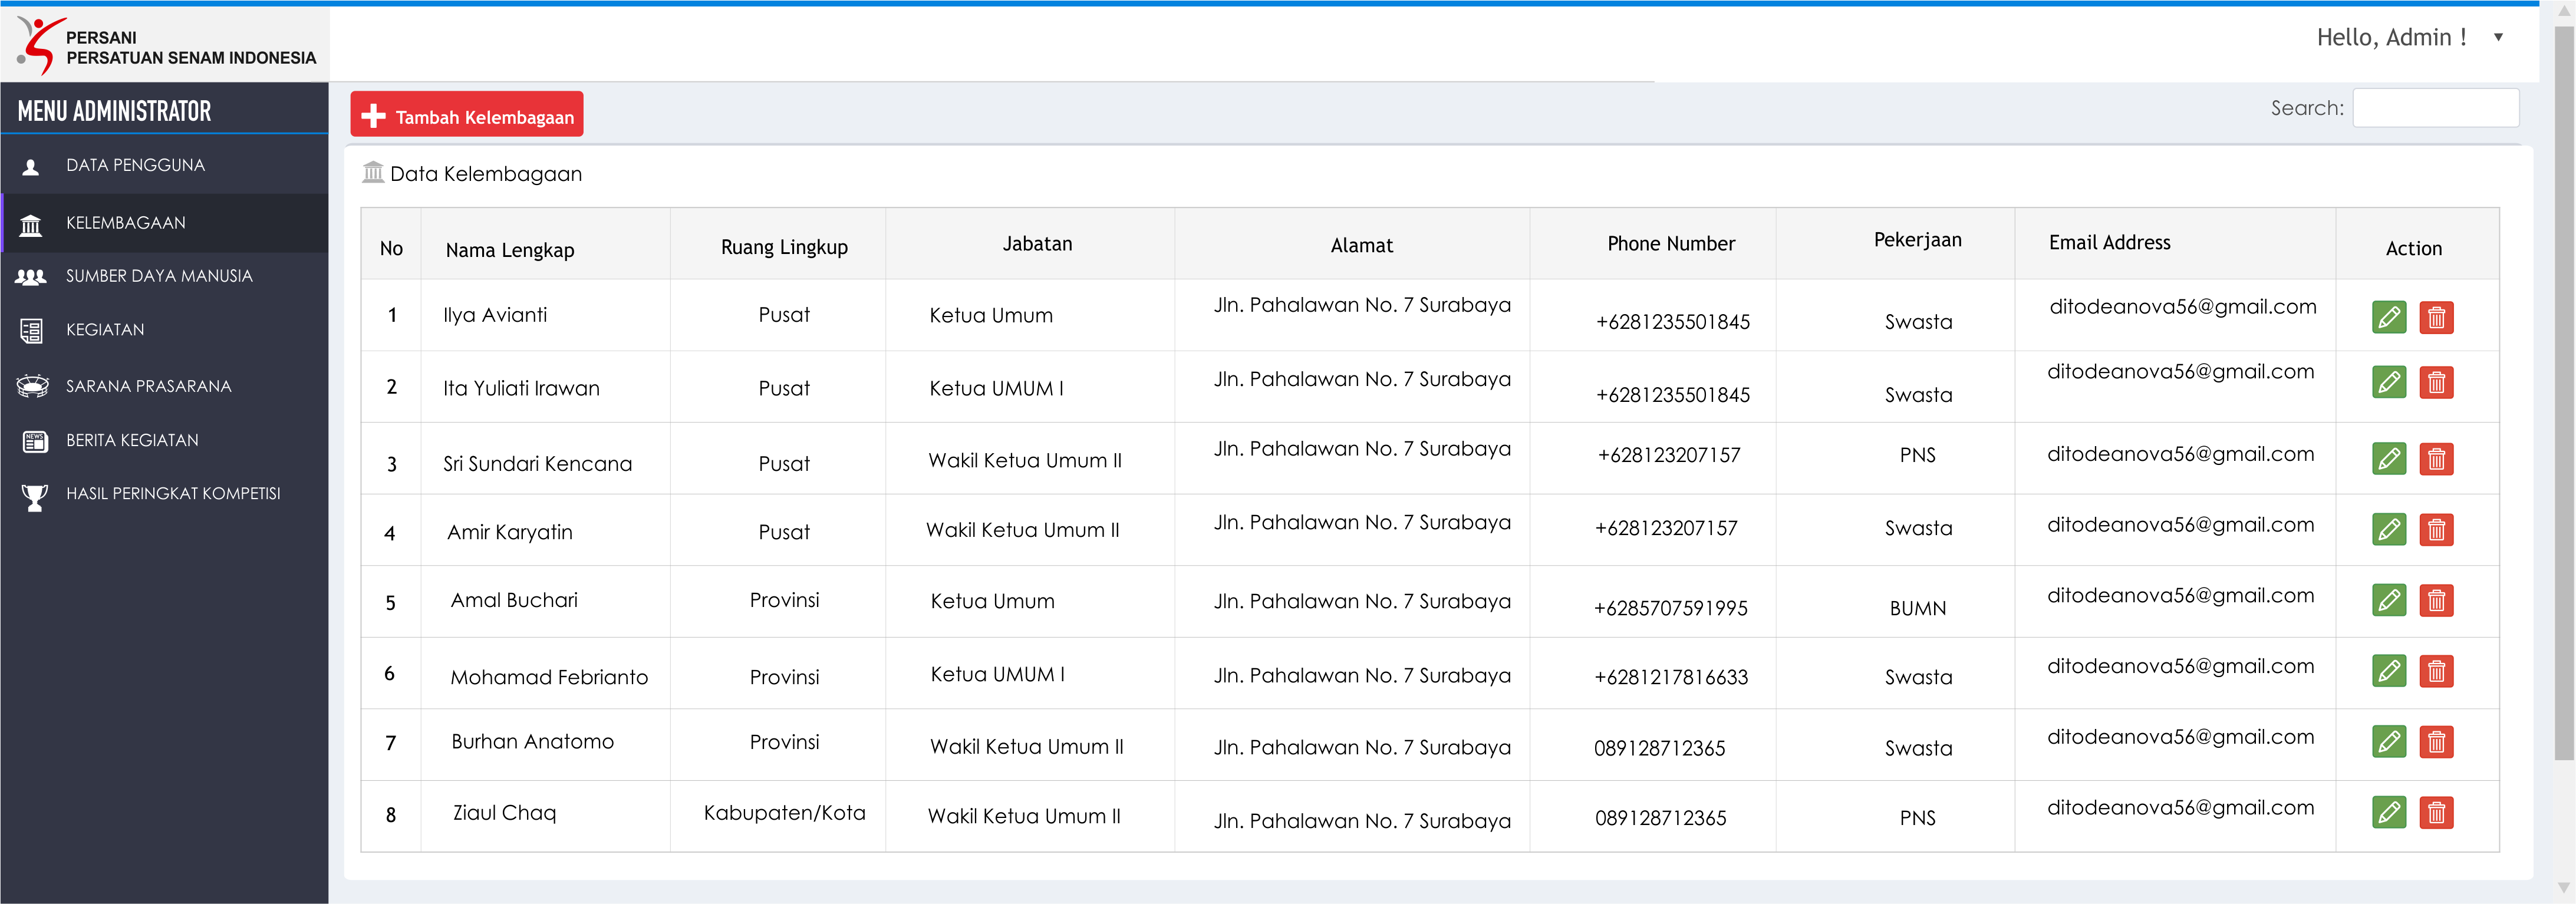 PERSANI
PERSATUAN SENAM INDONESIA
Hello, Admin !
MENU ADMINISTRATOR
DATA PENGGUNA
KELEMBAGAAN
SUMBER DAYA MANUSIA
KEGIATAN
SARANA PRASARANA
NEWS
BERITA KEGIATAN
HASIL PERINGKAT KOMPETISI
Tambah Kelembagaan
Search:
Data Kelembagaan
No Nama Lengkap Ruang Lingkup Jabatan Alamat Phone Number Pekerjaan Email Address Action
1 Ilya Avianti Pusat Ketua Umum Jln. Pahalawan No. 7 Surabaya +6281235501845 Swasta ditodeanova56@gmail.com
2 Ita Yuliati Irawan Pusat Ketua UMUM I Jln. Pahalawan No. 7 Surabaya +6281235501845 Swasta ditodeanova56@gmail.com
3 Sri Sundari Kencana Pusat Wakil Ketua Umum II Jln. Pahalawan No. 7 Surabaya +628123207157 PNS ditodeanova56@gmail.com
4 Amir Karyatin Pusat Wakil Ketua Umum II Jln. Pahalawan No. 7 Surabaya +628123207157 Swasta ditodeanova56@gmail.com
5 Amal Buchari Provinsi Ketua Umum Jln. Pahalawan No. 7 Surabaya +6285707591995 BUMN ditodeanova56@gmail.com
6 Mohamad Febrianto Provinsi Ketua UMUM I Jln. Pahalawan No. 7 Surabaya +6281217816633 Swasta ditodeanova56@gmail.com
7 Burhan Anatomo Provinsi Wakil Ketua Umum II Jln. Pahalawan No. 7 Surabaya 089128712365 Swasta ditodeanova56@gmail.com
8 Ziaul Chaq Kabupaten/Kota Wakil Ketua Umum II Jln. Pahalawan No. 7 Surabaya 089128712365 PNS ditodeanova56@gmail.com